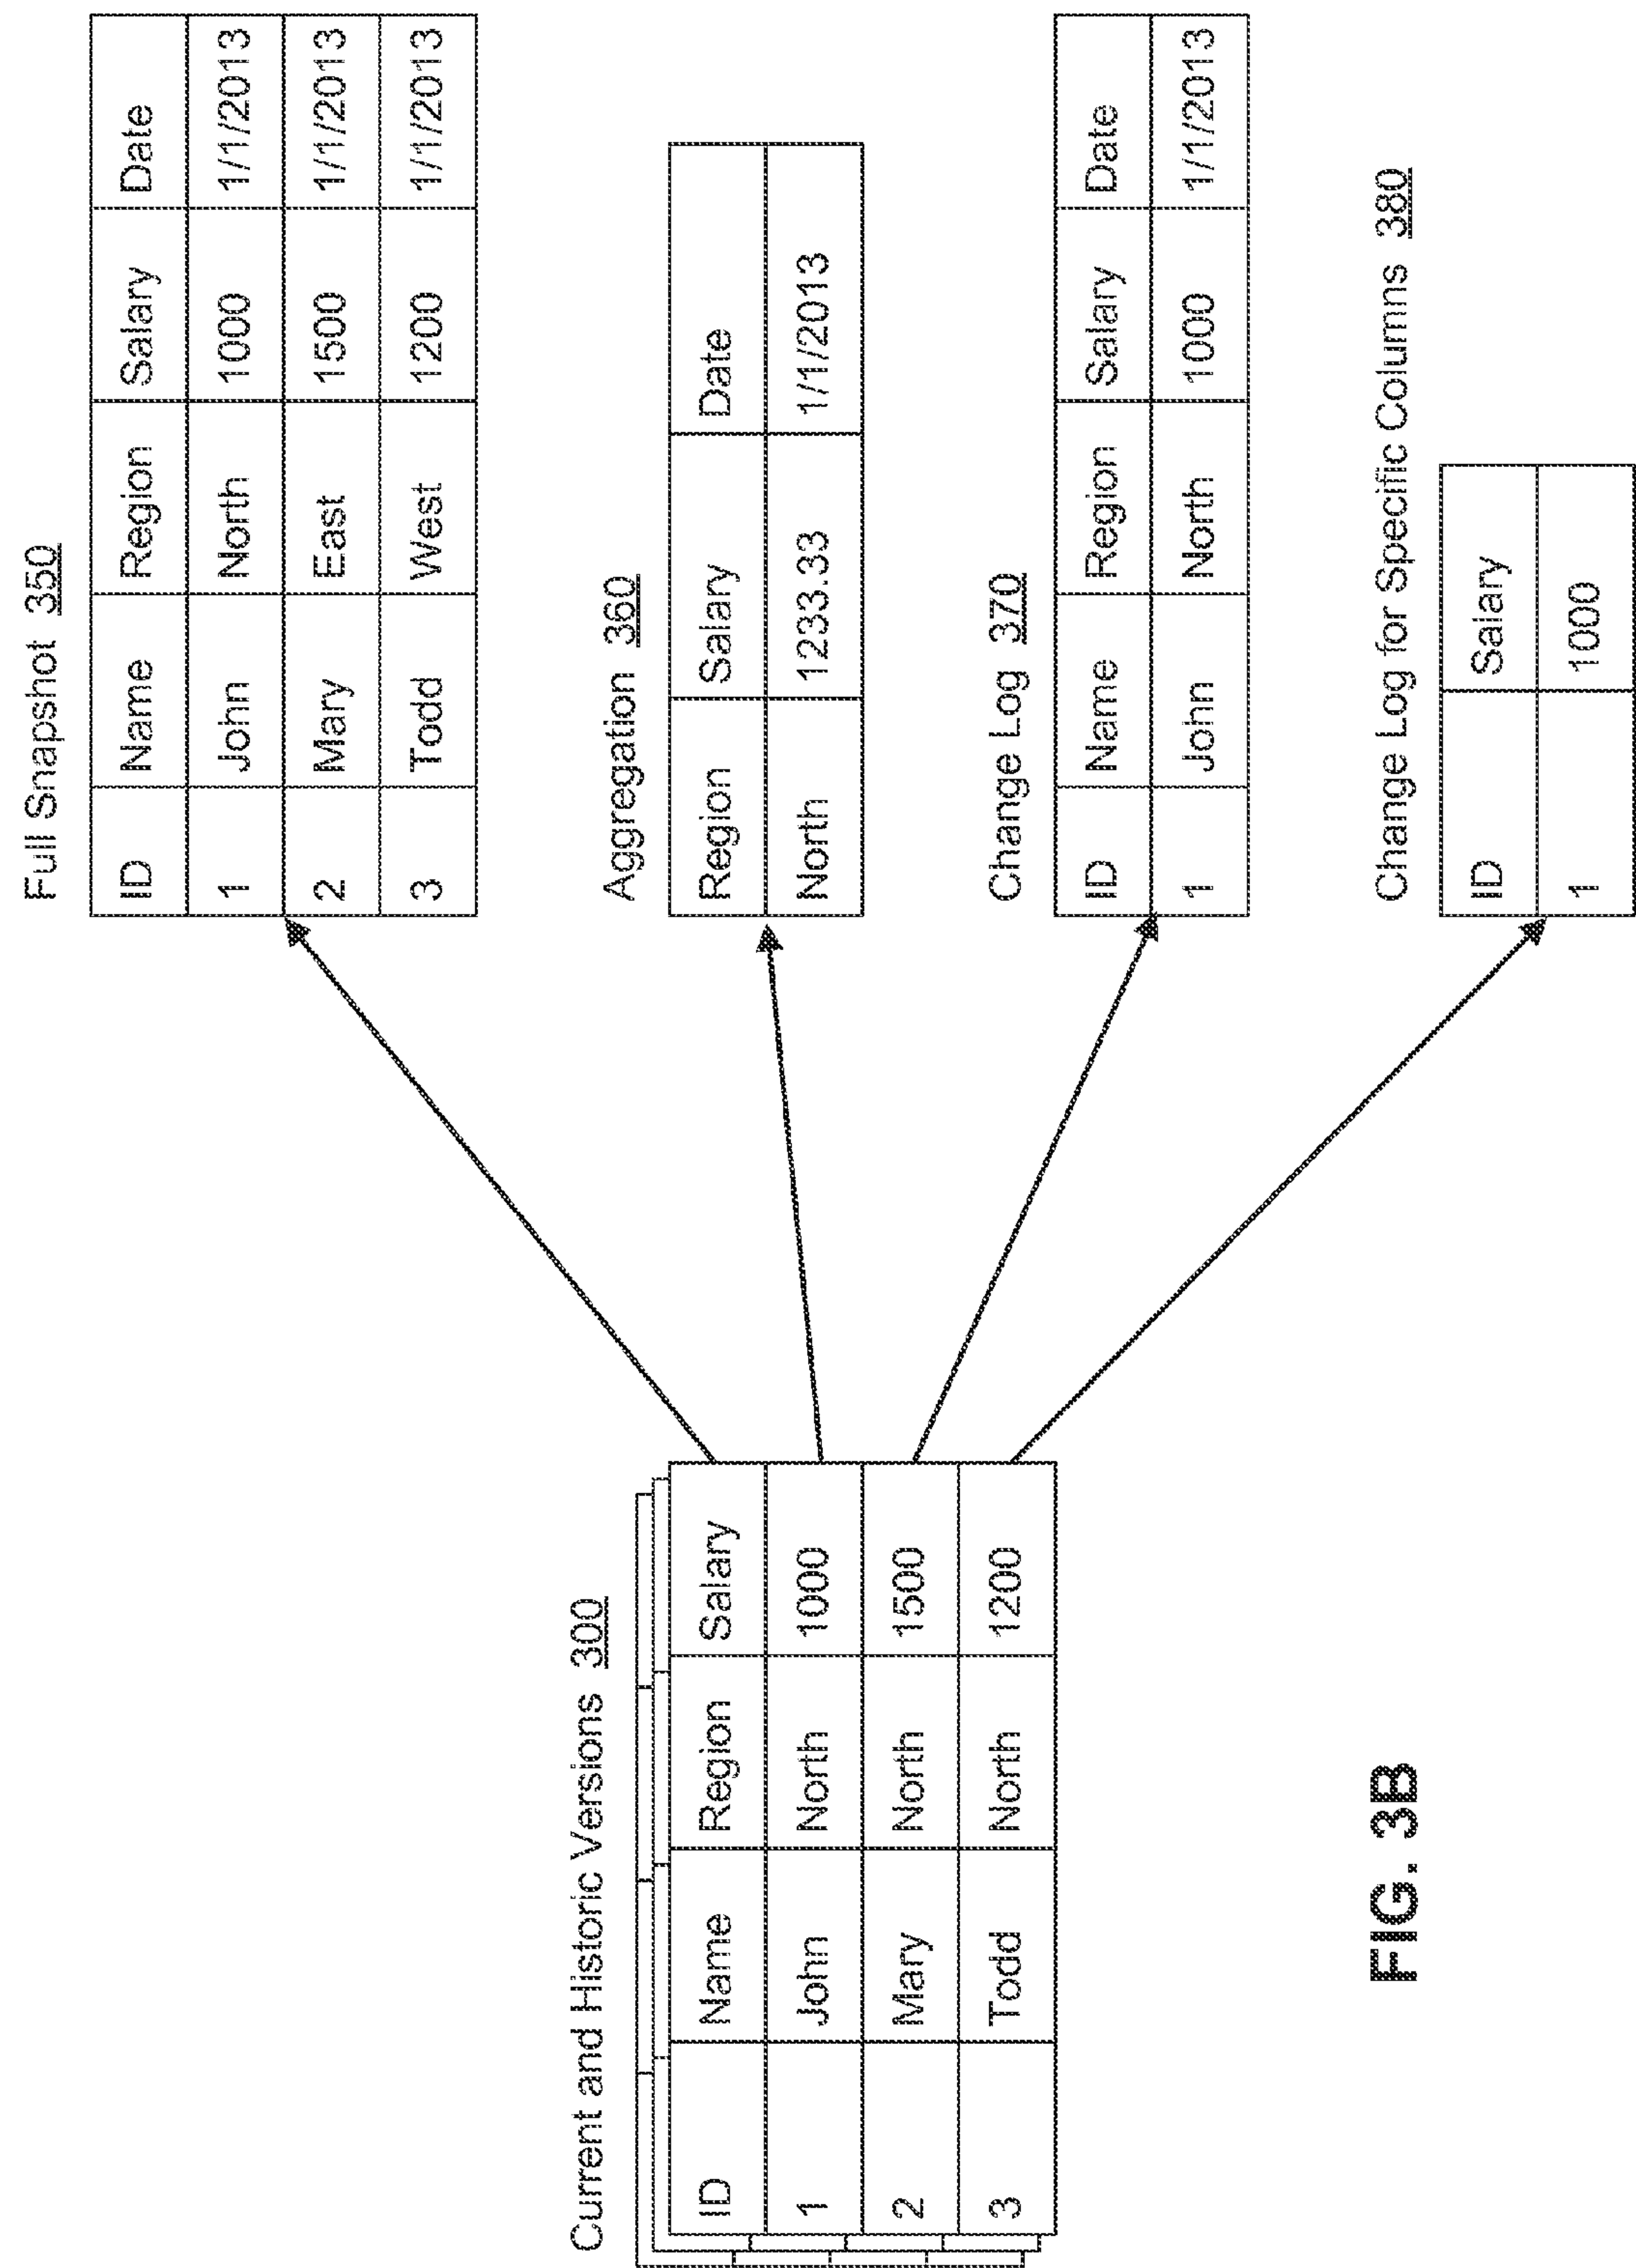 Current and Historic Versions 300
ID Name Region Salary
1 John North 1000
2 Mary North 1500
3 Todd North 1200
Full Snapshot 350
ID Name Region Salary Date
1 John North 1000 1/1/2013
2 Mary East 1500 1/1/2013
3 Todd West 1200 1/1/2013
Aggregation 360
Region Salary Date
North 1233.33 1/1/2013
Change Log 370
ID Name Region Salary Date
1 John North 1000 1/1/2013
Change Log for Specific Columns 380
ID Salary
1 1000
FIG. 3B